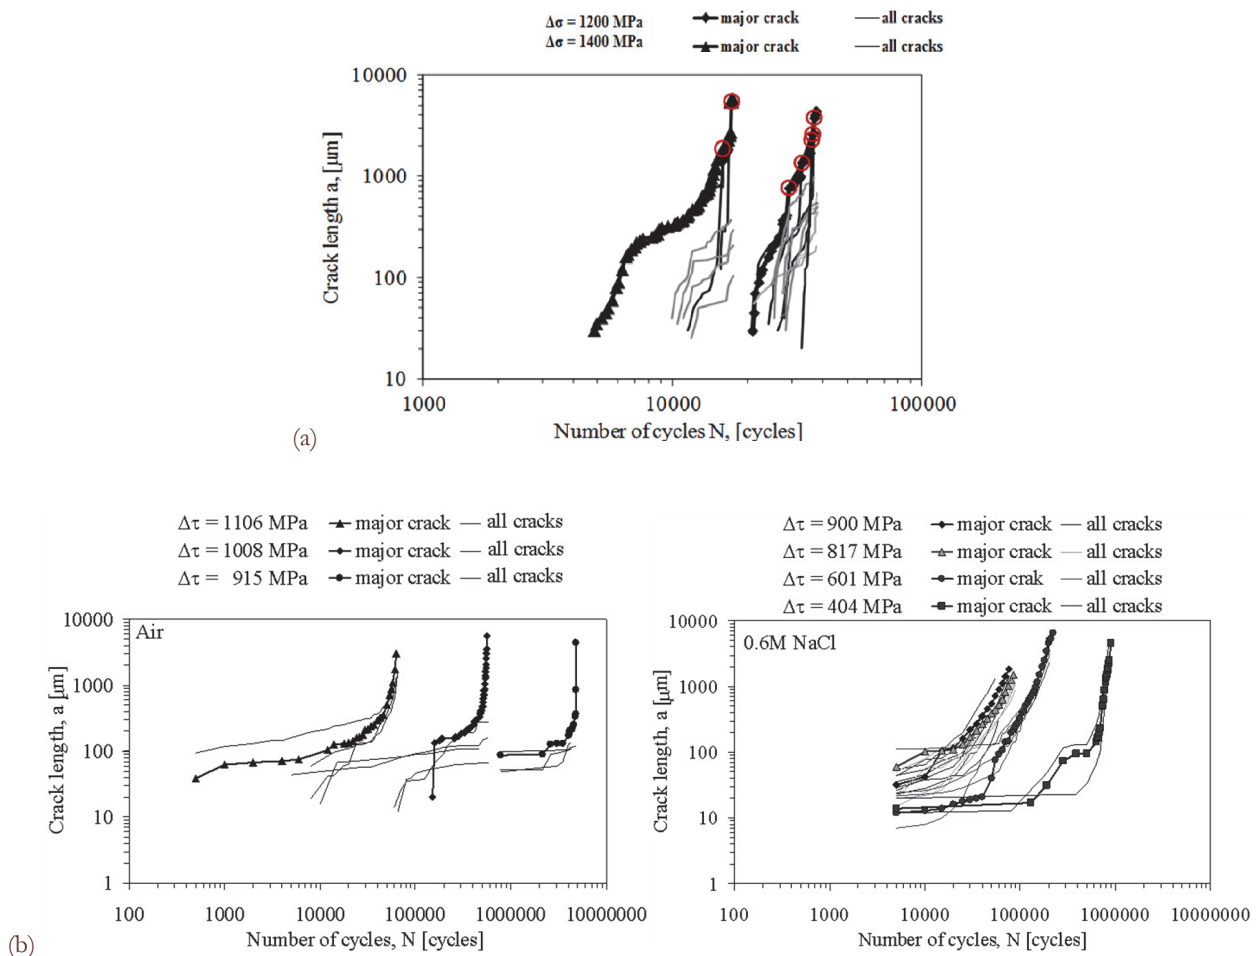 Δσ = 1200 MPa major crack all cracks
Δσ = 1400 MPa major crack all cracks
10000
1000
100
10
Crack length a, [μm]
1000 10000 100000
Number of cycles N, [cycles]
(a)
Δτ = 1106 MPa major crack all cracks
Δτ = 1008 MPa major crack all cracks
Δτ = 915 MPa major crack all cracks
Air
10000
1000
100
10
1
Crack length, a [μm]
100 1000 10000 100000 1000000 10000000
Number of cycles, N [cycles]
Δτ = 900 MPa major crack all cracks
Δτ = 817 MPa major crack all cracks
Δτ = 601 MPa major crak all cracks
Δτ = 404 MPa major crack all cracks
0.6M NaCl
10000
1000
100
10
1
Crack length, a [μm]
100 1000 10000 100000 1000000 10000000
Number of cycles, N [cycles]
(b)